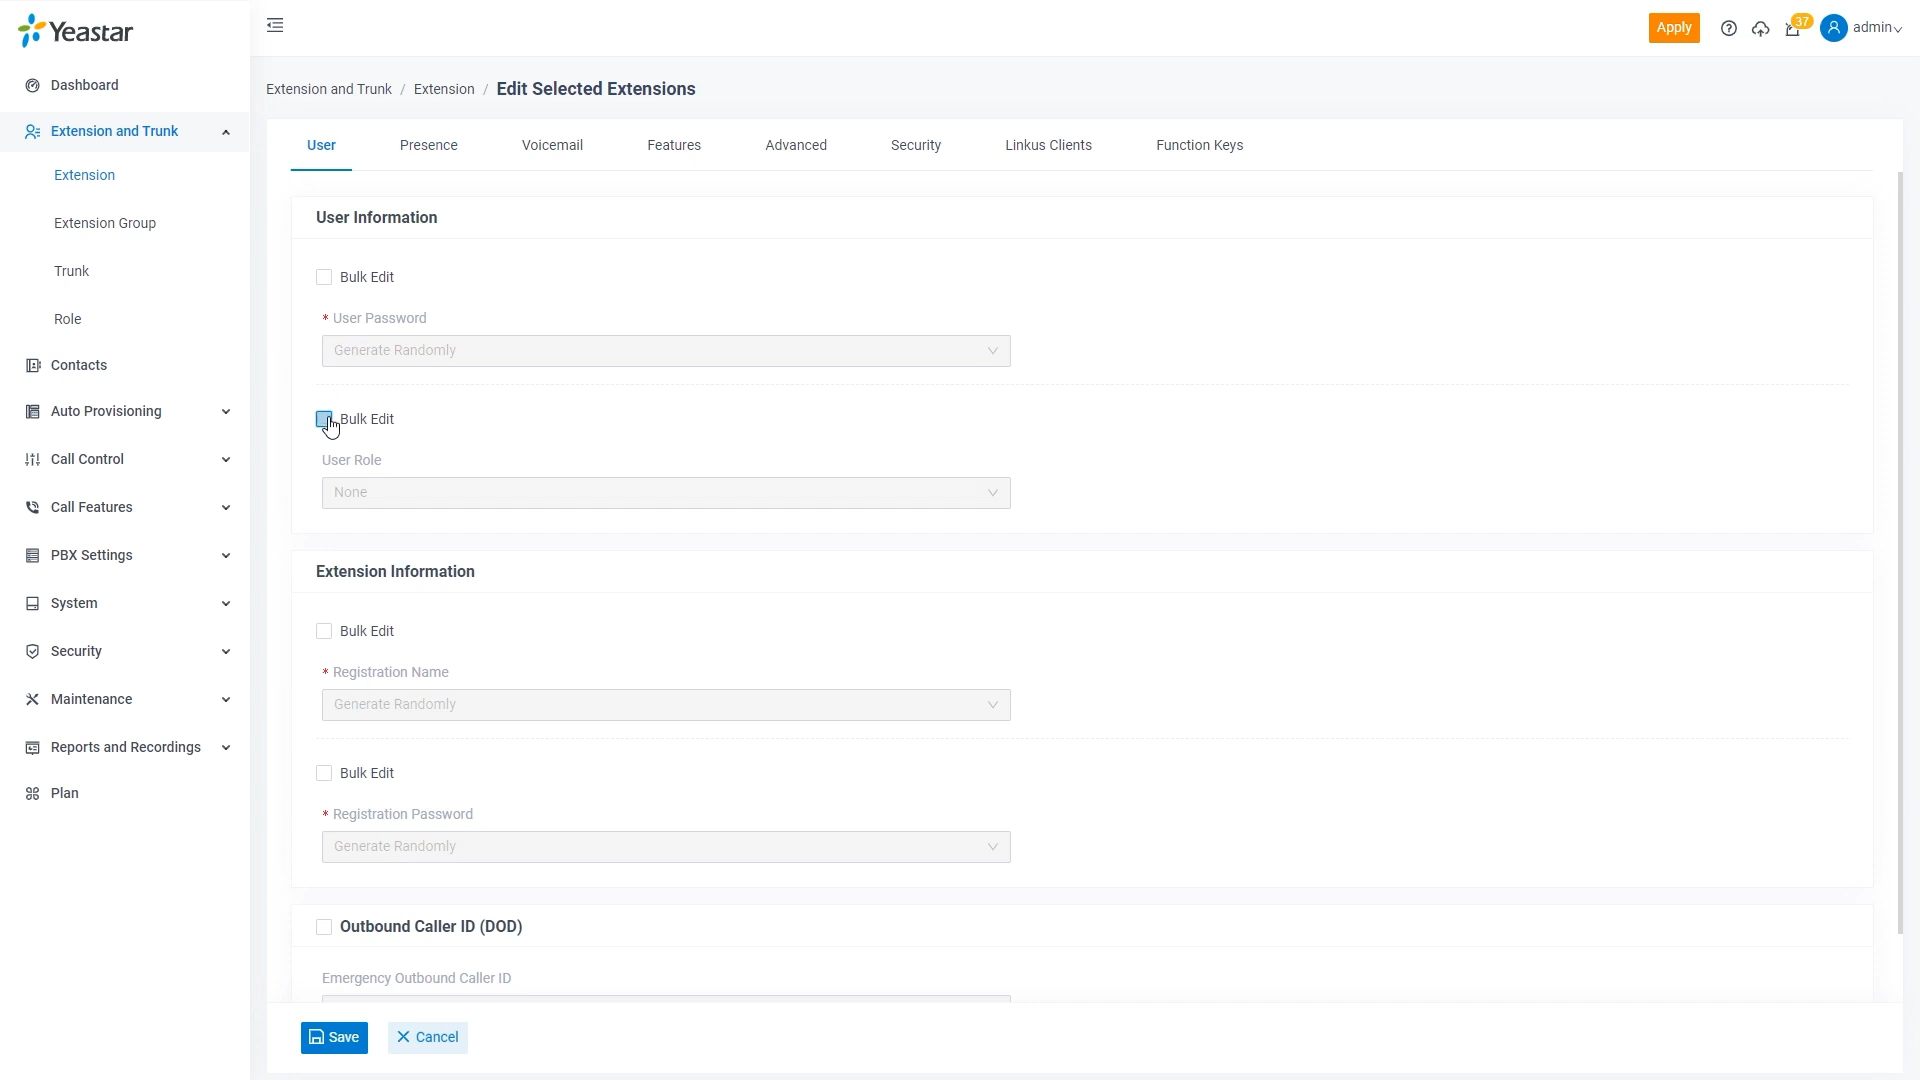 Yeastar
Apply
37
admin
Dashboard
Extension and Trunk / Extension / Edit Selected Extensions
Extension and Trunk
User
Presence
Voicemail
Features
Advanced
Security
Linkus Clients
Function Keys
Extension
Extension Group
Trunk
Role
Contacts
Auto Provisioning
Call Control
Call Features
PBX Settings
System
Security
Maintenance
Reports and Recordings
Plan
User Information
Bulk Edit
* User Password
Generate Randomly
Bulk Edit
User Role
None
Extension Information
Bulk Edit
* Registration Name
Generate Randomly
Bulk Edit
* Registration Password
Generate Randomly
Outbound Caller ID (DOD)
Emergency Outbound Caller ID
Save
Cancel